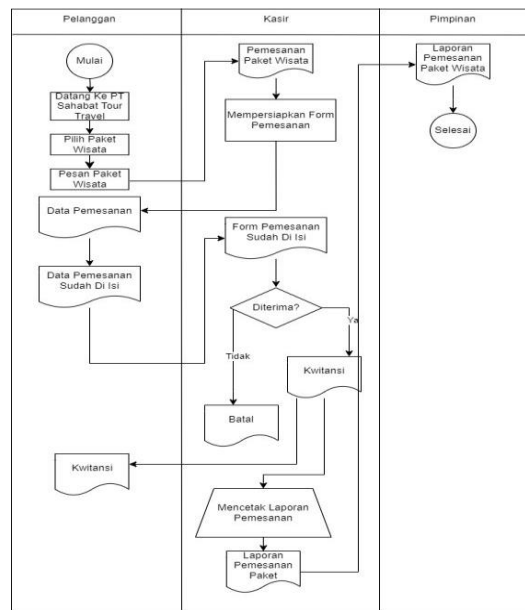 Pelanggan
Kasir
Pimpinan
Mulai
Datang Ke PT
Sahabat Tour
Travel
Pilih Paket
Wisata
Pesan Paket
Wisata
Pemesanan
Paket Wisata
Mempersiapkan Form
Pemesanan
Data Pemesanan
Data Pemesanan
Sudah Di Isi
Form Pemesanan
Sudah Di Isi
Diterima?
Ya
Tidak
Kwitansi
Batal
Kwitansi
Mencetak Laporan
Pemesanan
Laporan
Pemesanan
Paket
Laporan
Pemesanan
Paket Wisata
Selesai